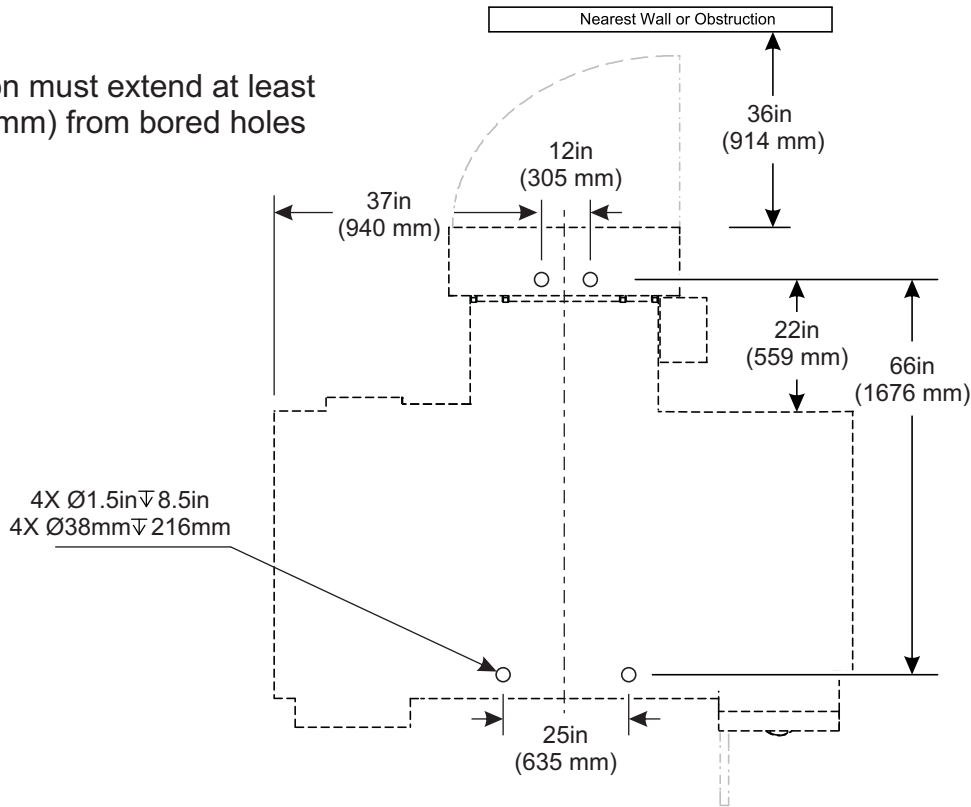 Nearest Wall or Obstruction
on must extend at least
mm) from bored holes
36in
(914 mm)
12in
(305 mm)
37in
(940 mm)
22in
(559 mm)
66in
(1676 mm)
4X Ø1.5in↧8.5in
4X Ø38mm↧216mm
25in
(635 mm)